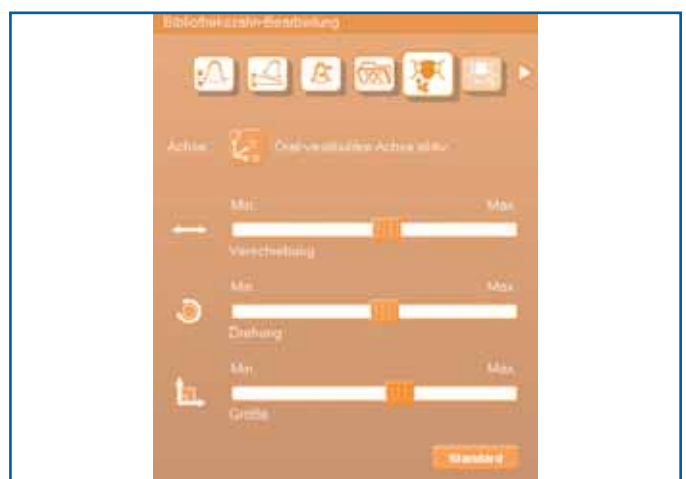 Bibliothekszahn-Bearbeitung
Achse: Oral-vestibuläre Achse aktiv
Min. Max.
Verschiebung
Min. Max.
Drehung
Min. Max.
Größe
Standard